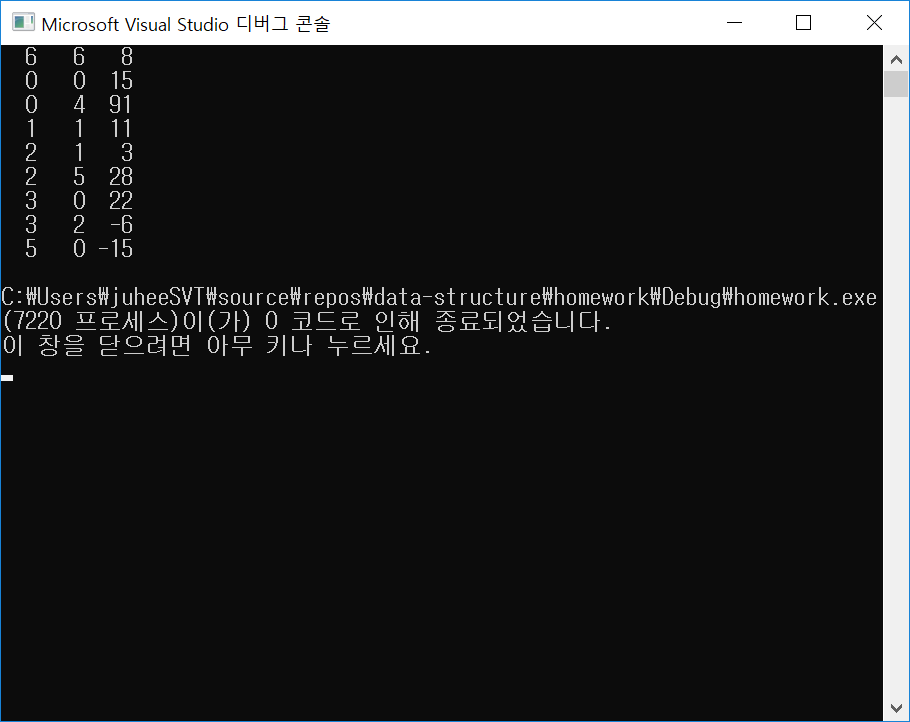 Microsoft Visual Studio 디버그 콘솔
6 6 8
0 0 15
0 4 91
1 1 11
2 1 3
2 5 28
3 0 22
3 2 -6
5 0 -15
C:₩Users₩juheeSVT₩source₩repos₩data-structure₩homework₩Debug₩homework.exe
(7220 프로세스)이(가) 0 코드로 인해 종료되었습니다.
이 창을 닫으려면 아무 키나 누르세요.